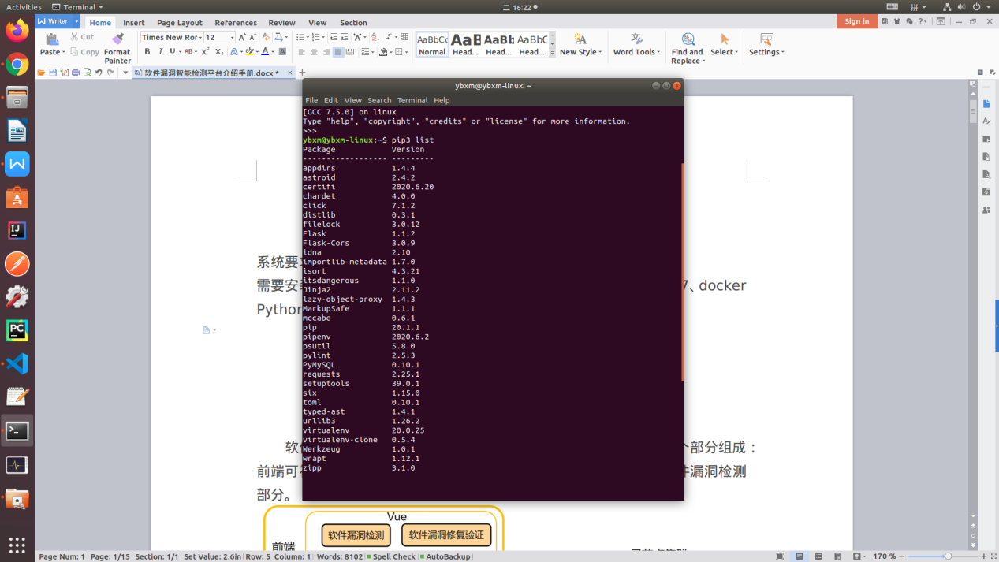 Activities Terminal 二 16:22 拼
Writer Home Insert Page Layout References Review View Section Sign in
Paste Cut Copy Format Painter Times New Ror 12 AaBbCc AaB AaBb AaBbC Normal Head... Head... Head... New Style Word Tools Find and Replace Select Settings
B I U AB X² X₂ A
软件漏洞智能检测平台介绍手册.docx *
ybxm@ybxm-linux: ~
File Edit View Search Terminal Help
[GCC 7.5.0] on linux
Type "help", "copyright", "credits" or "license" for more information.
>>>
ybxm@ybxm-linux:~$ pip3 list
Package Version
------------------ ---------
appdirs 1.4.4
astroid 2.4.2
certifi 2020.6.20
chardet 4.0.0
click 7.1.2
distlib 0.3.1
filelock 3.0.12
Flask 1.1.2
Flask-Cors 3.0.9
idna 2.10
importlib-metadata 1.7.0
isort 4.3.21
itsdangerous 1.1.0
Jinja2 2.11.2
lazy-object-proxy 1.4.3
MarkupSafe 1.1.1
mccabe 0.6.1
pip 20.1.1
pipenv 2020.6.2
psutil 5.8.0
pylint 2.5.3
PyMySQL 0.10.1
requests 2.25.1
setuptools 39.0.1
six 1.15.0
toml 0.10.1
typed-ast 1.4.1
urllib3 1.26.2
virtualenv 20.0.25
virtualenv-clone 0.5.4
Werkzeug 1.0.1
wrapt 1.12.1
zipp 3.1.0
系统要
需要安 7、docker
Python
软 个部分组成：
前端可 件漏洞检测
部分。
Vue
软件漏洞检测 软件漏洞修复验证
前端
Page Num: 1 Page: 1/15 Section: 1/1 Set Value: 2.6in Row: 5 Column: 1 Words: 8102 Spell Check AutoBackup 170 %